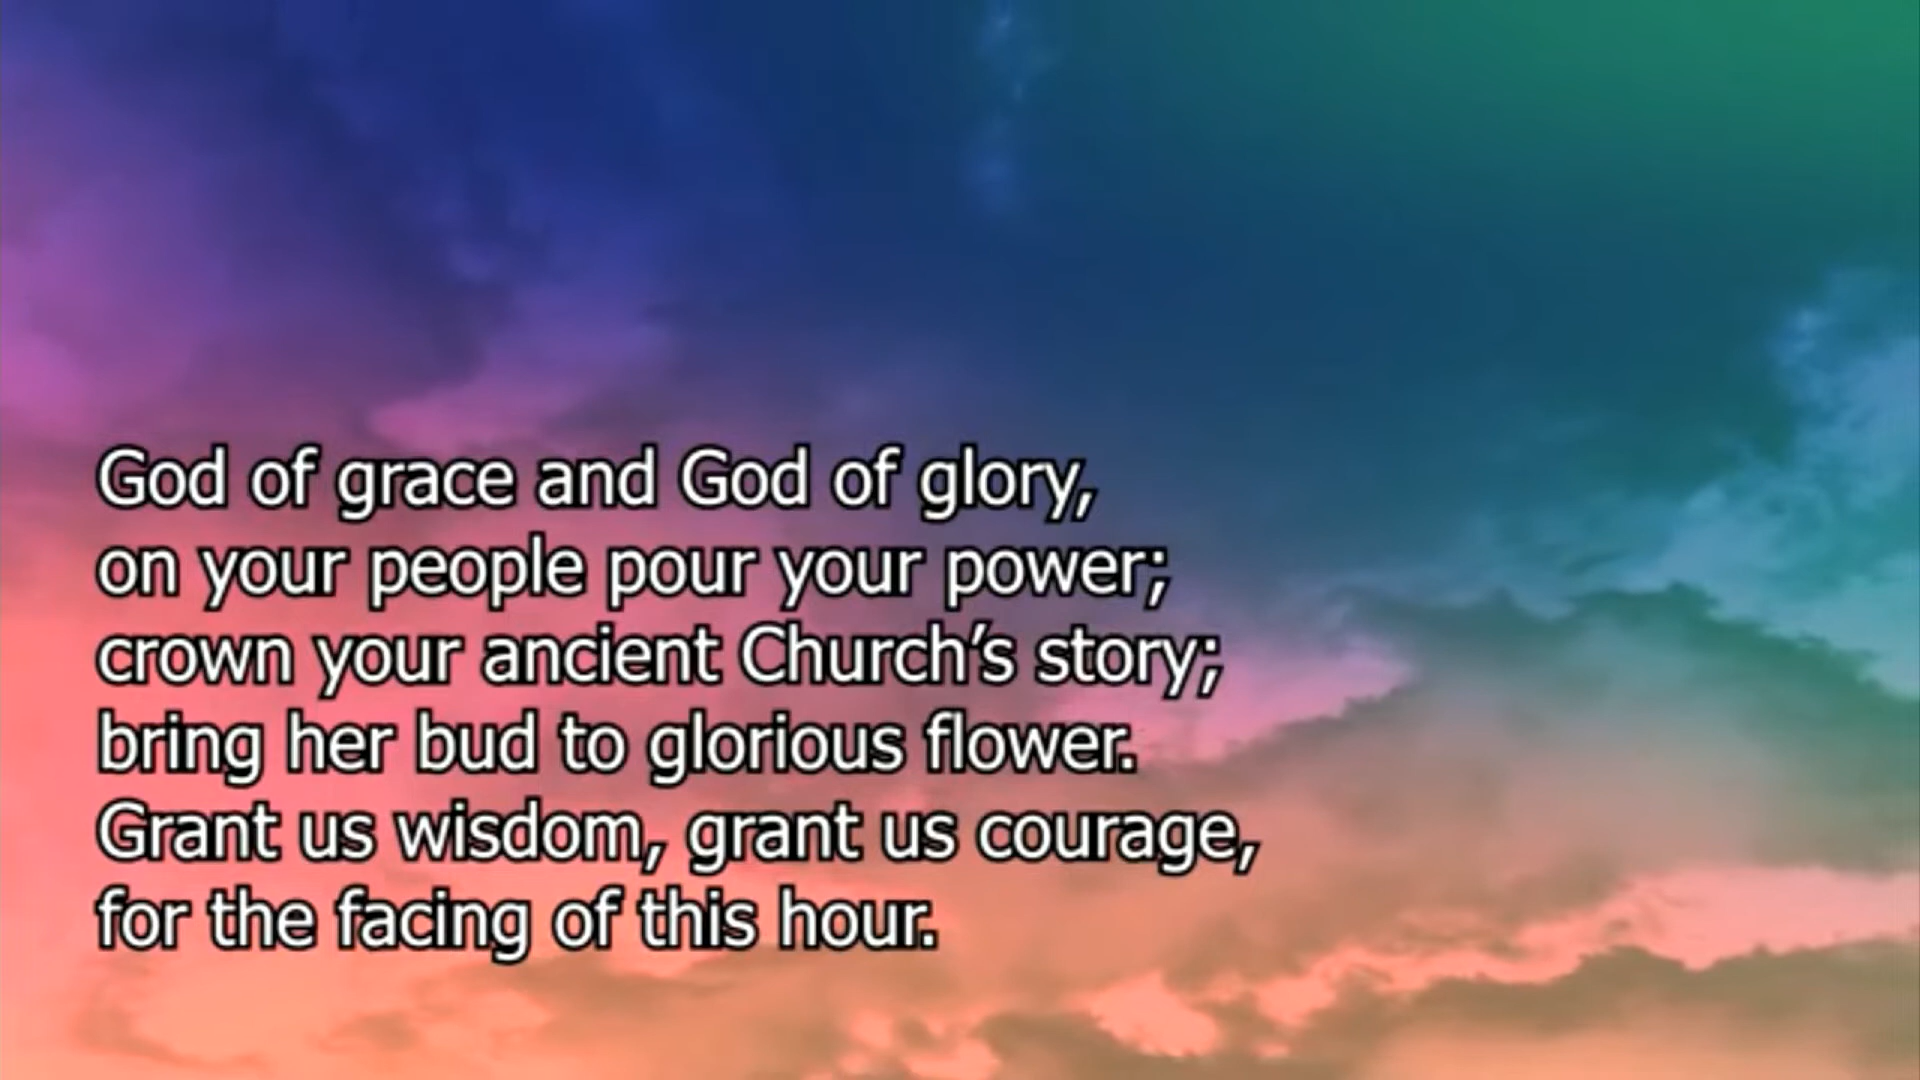 God of grace and God of glory,
on your people pour your power;
crown your ancient Church’s story;
bring her bud to glorious flower.
Grant us wisdom, grant us courage,
for the facing of this hour.